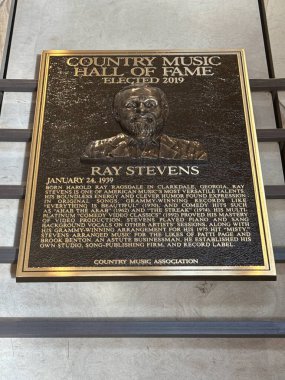 COUNTRY MUSIC
HALL OF FAME
ELECTED 2019
RAY STEVENS
JANUARY 24, 1939
BORN HAROLD RAY RAGSDALE IN CLARKDALE, GEORGIA, RAY
STEVENS IS ONE OF AMERICAN MUSIC'S MOST VERSATILE TALENTS.
HIS BOUNDLESS ENERGY AND QUICK HUMOR FOUND EXPRESSION
IN ORIGINAL SONGS, GRAMMY-WINNING RECORDS LIKE
"EVERYTHING IS BEAUTIFUL" (1970), AND COMEDY HITS SUCH
AS "AHAB THE ARAB" (1962) AND "THE STREAK" (1974). HIS MULTI-
PLATINUM "COMEDY VIDEO CLASSICS" (1992) PROVED HIS MASTERY
OF VIDEO PRODUCTION. STEVENS PLAYED PIANO AND SANG
BACKGROUND VOCALS ON OTHER ARTISTS' SESSIONS. ALONG WITH
HIS GRAMMY-WINNING ARRANGEMENT FOR HIS 1975 HIT "MISTY,"
STEVENS ARRANGED MUSIC FOR THE LIKES OF PATTI PAGE AND
BROOK BENTON. AN ASTUTE BUSINESSMAN, HE ESTABLISHED HIS
OWN STUDIO, SONG-PUBLISHING FIRM, AND RECORD LABEL.
COUNTRY MUSIC ASSOCIATION